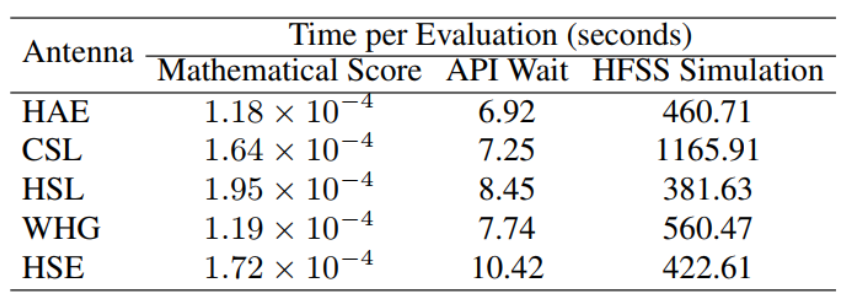 Antenna Time per Evaluation (seconds)
Mathematical Score API Wait HFSS Simulation
HAE 1.18 × 10⁻⁴ 6.92 460.71
CSL 1.64 × 10⁻⁴ 7.25 1165.91
HSL 1.95 × 10⁻⁴ 8.45 381.63
WHG 1.19 × 10⁻⁴ 7.74 560.47
HSE 1.72 × 10⁻⁴ 10.42 422.61